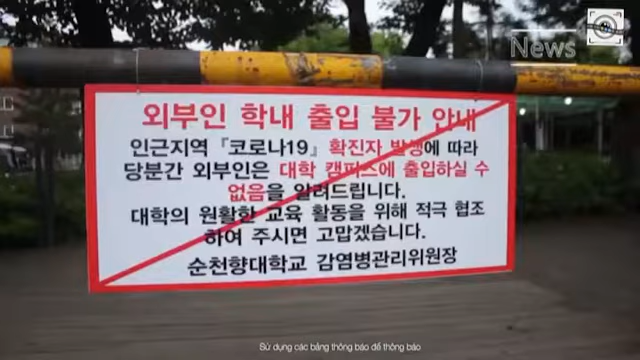 News
외부인 학내 출입 불가 안내
인근지역 『코로나19』 확진자 발생에 따라
당분간 외부인은 대학 캠퍼스에 출입하실 수
없음을 알려드립니다.
대학의 원활한 교육 활동을 위해 적극 협조
하여 주시면 고맙겠습니다.
순천향대학교 감염병관리위원장
Sử dụng các bảng thông báo để thông báo